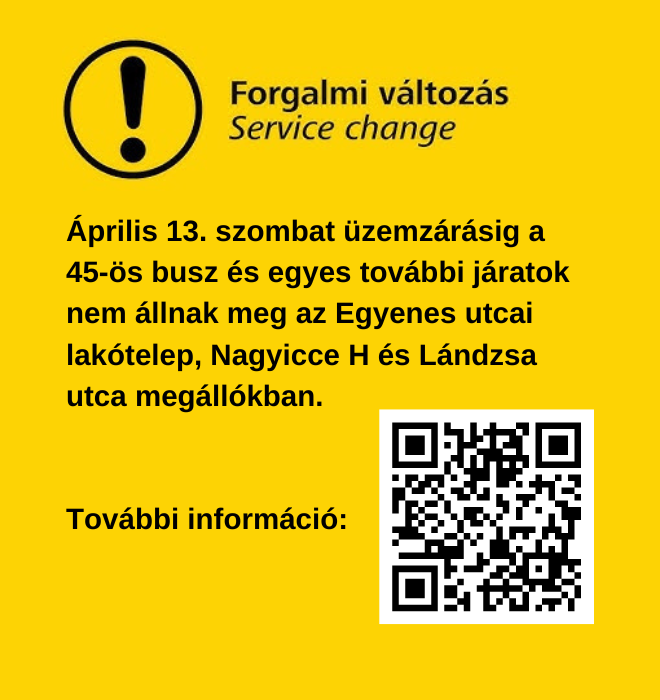 Forgalmi változás
Service change
Április 13. szombat üzemzárásig a
45-ös busz és egyes további járatok
nem állnak meg az Egyenes utcai
lakótelep, Nagyicce H és Lándzsa
utca megállókban.
További információ: